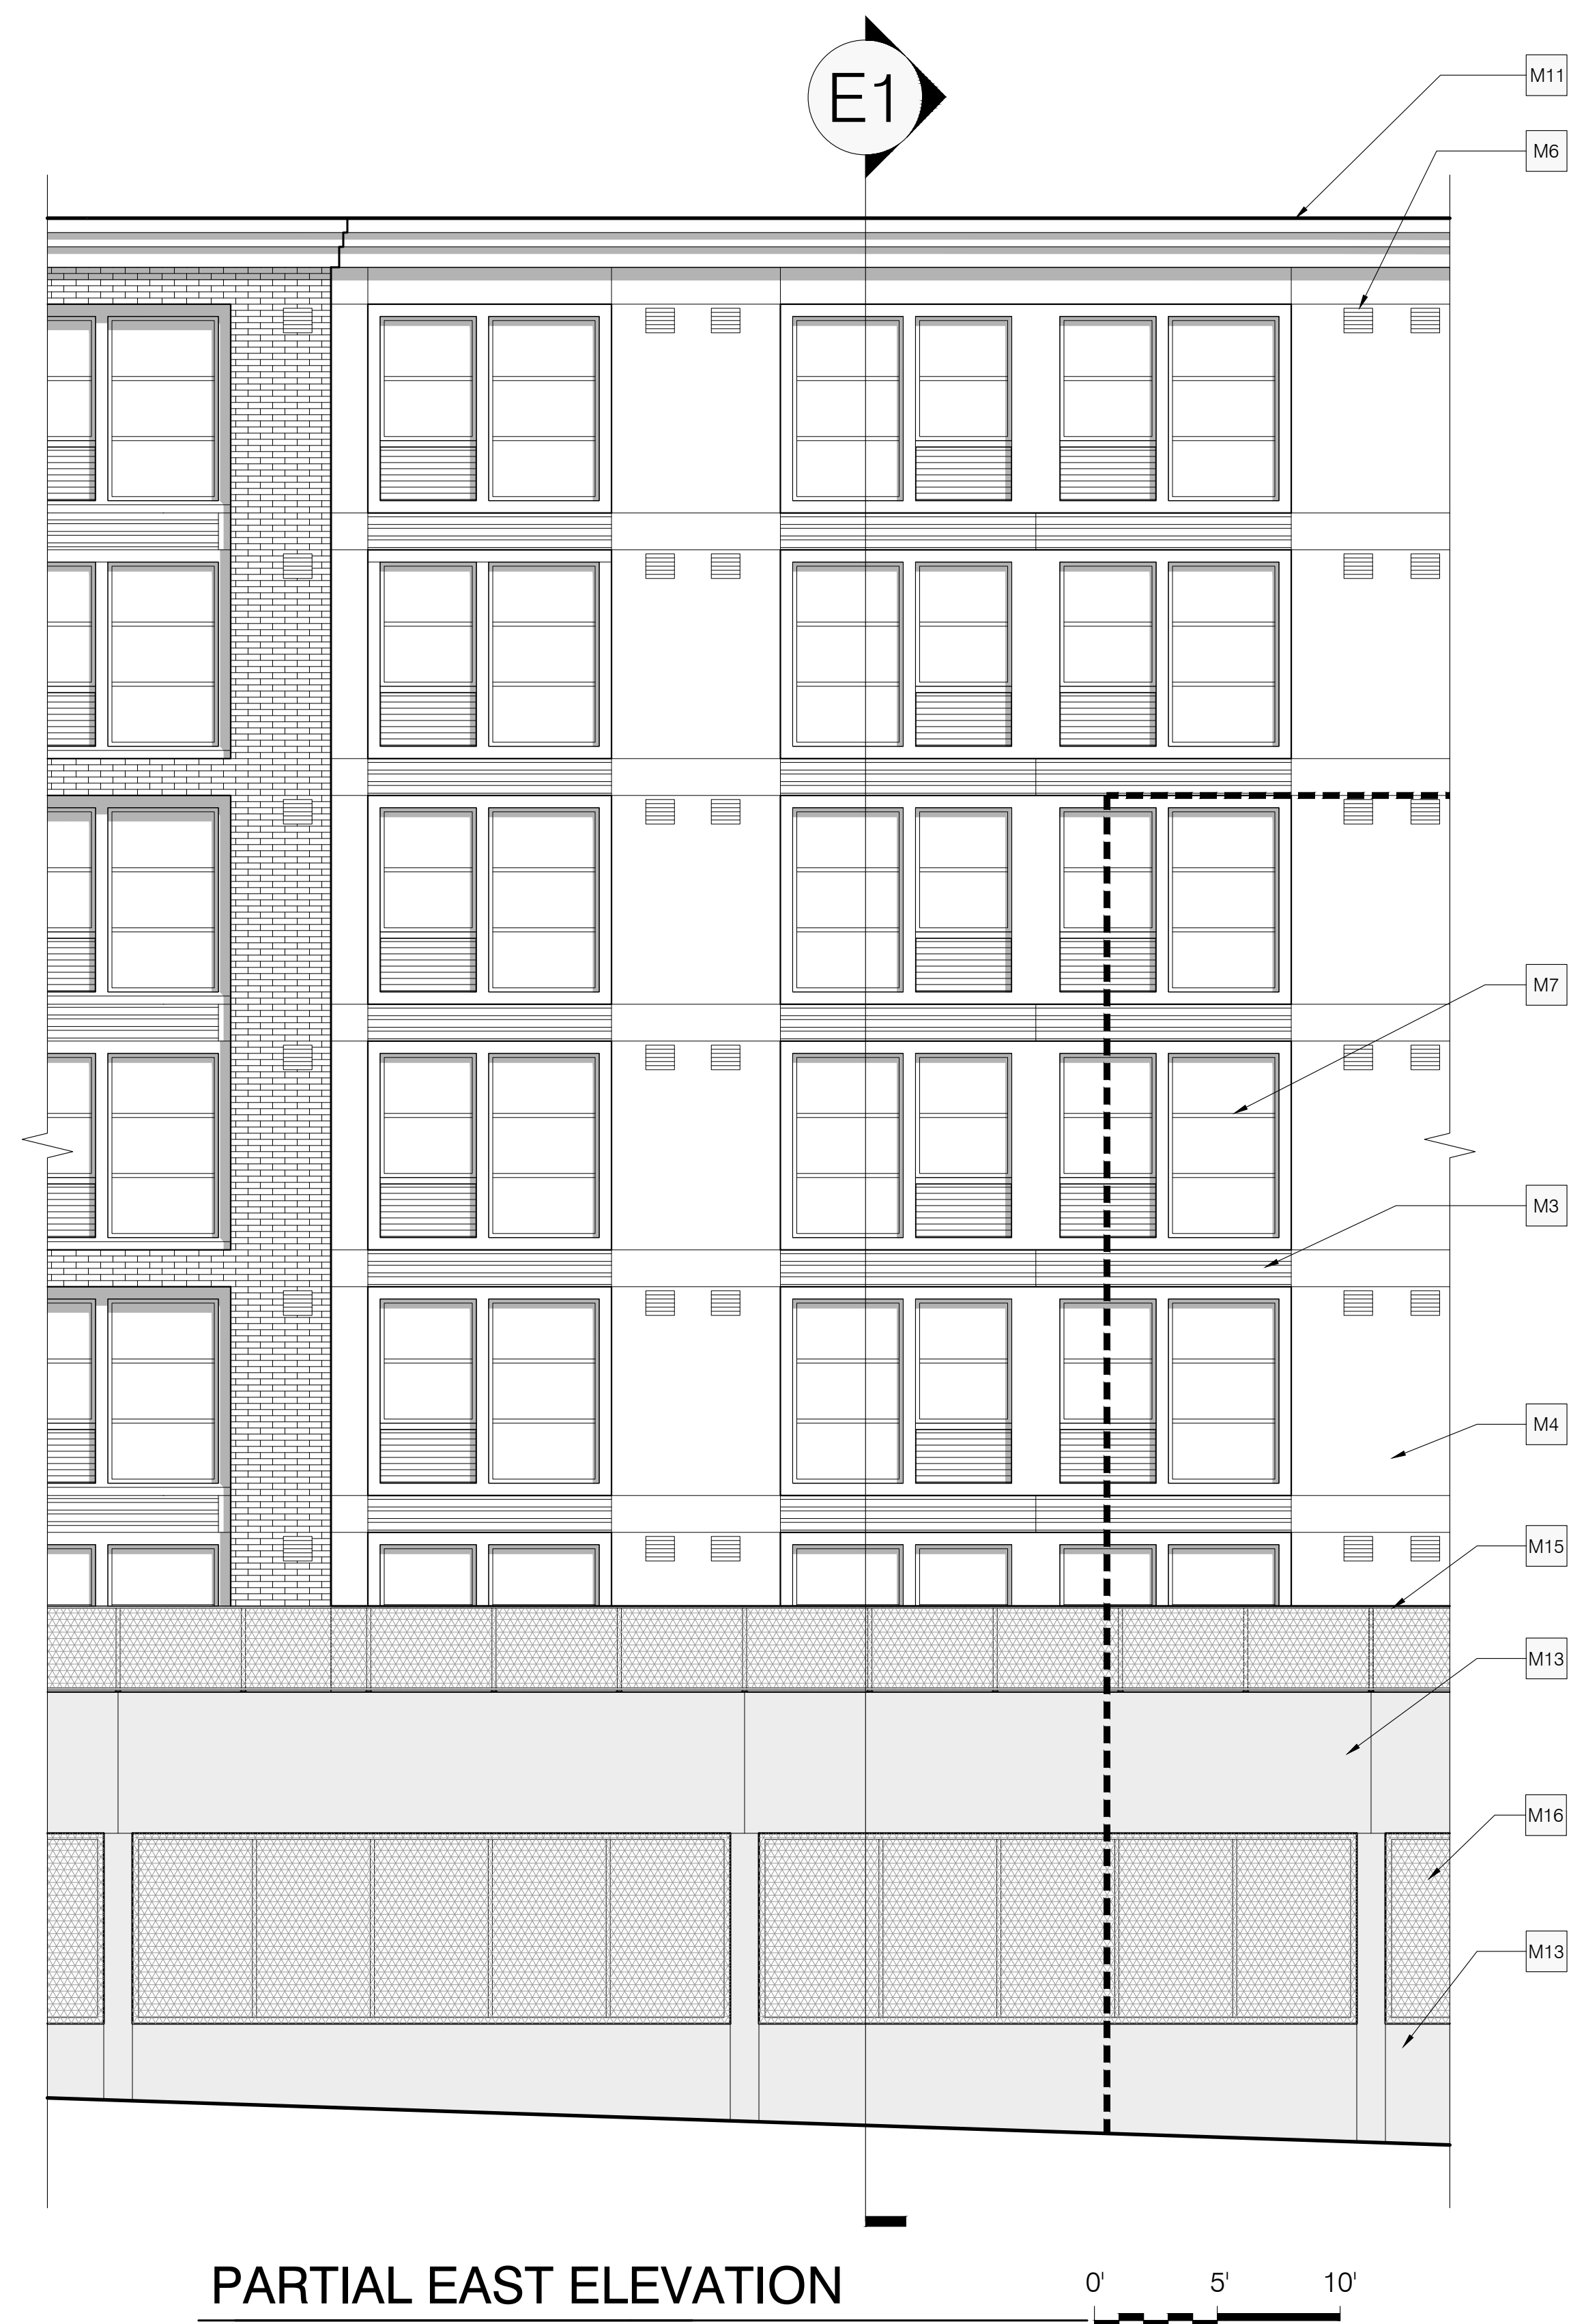 E1
M11
M6
M7
M3
M4
M15
M13
M16
M13
PARTIAL EAST ELEVATION
0' 5' 10'